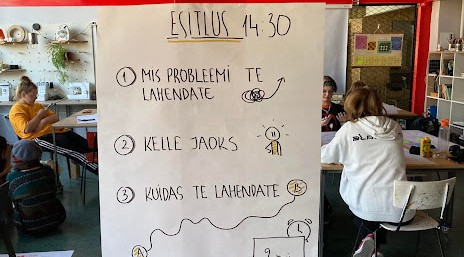 ESITLUS 14:30
1 MIS PROBLEEMI TE
LAHENDATE
2 KELLE JAOKS
3 KUIDAS TE LAHENDATE
A
B